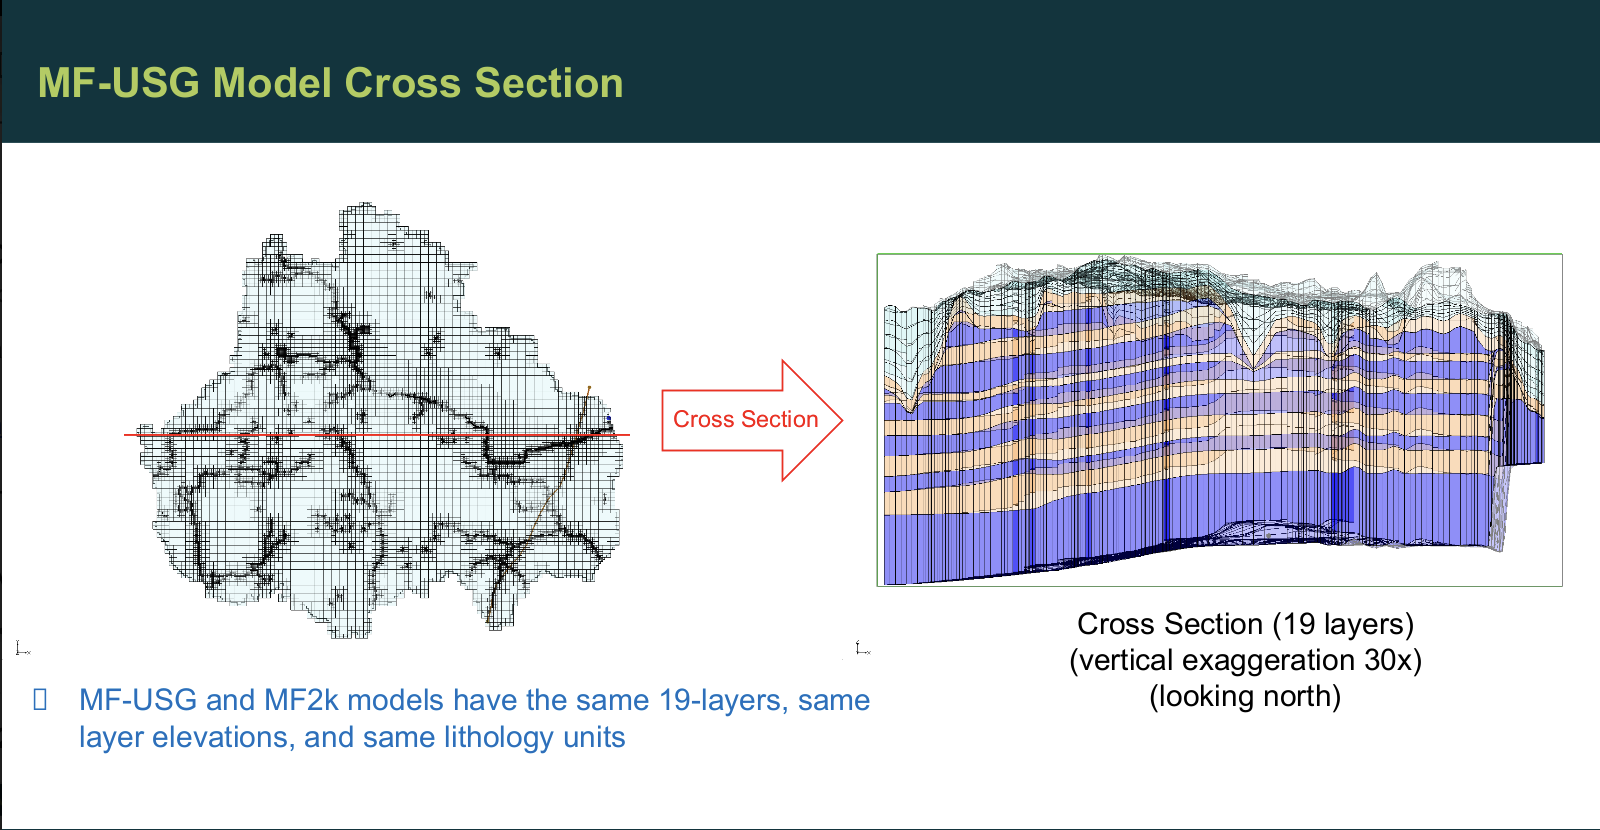 MF-USG Model Cross Section
Cross Section
Cross Section (19 layers)
(vertical exaggeration 30x)
(looking north)
MF-USG and MF2k models have the same 19-layers, same
layer elevations, and same lithology units